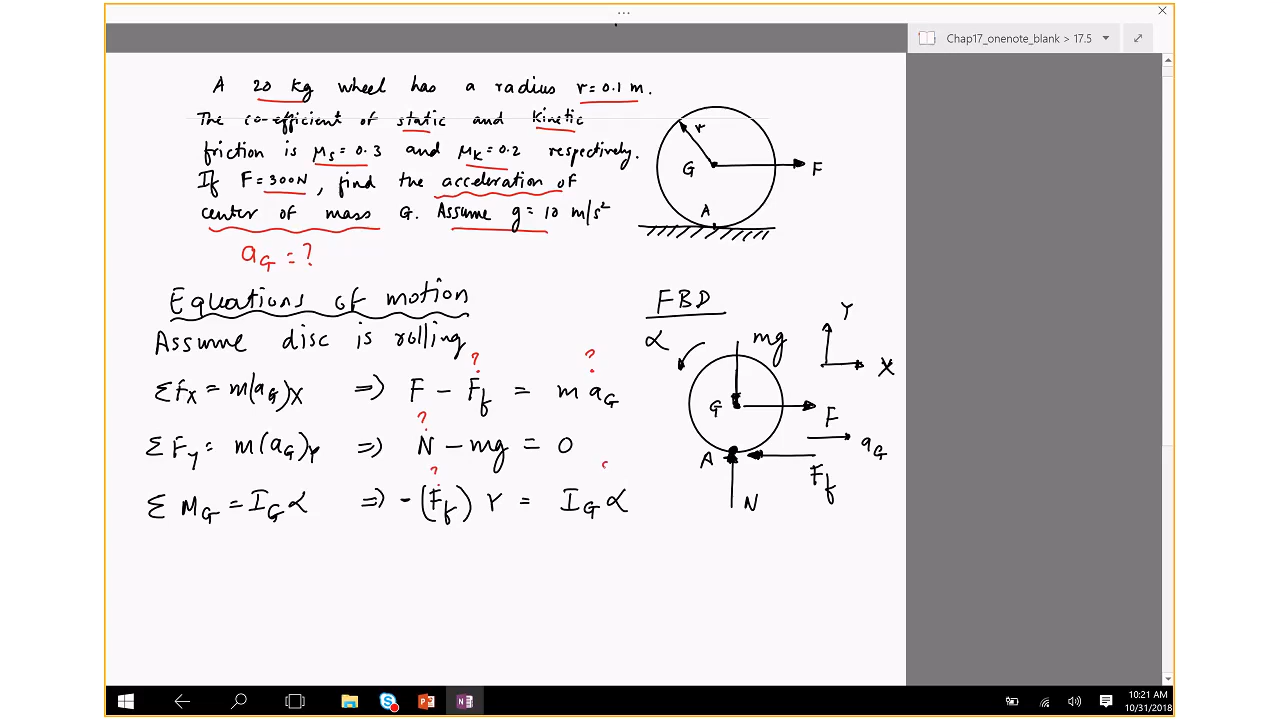 Chap17_onenote_blank > 17.5
A 20 kg wheel has a radius r = 0.1 m.
The co-efficient of static and kinetic
friction is μs = 0.3 and μk = 0.2 respectively.
If F = 300N, find the acceleration of
center of mass G. Assume g = 10 m/s²
aG = ?
r
G
F
A
Equations of motion
Assume disc is rolling
? ?
ΣFx = m(aG)x ⇒ F - Ff = m aG
?
ΣFy = m(aG)y ⇒ N - mg = 0
?
ΣMG = IG α ⇒ -(Ff) r = IG α
FBD
α
mg
Y
X
G
F
aG
A
Ff
N
10:21 AM
10/31/2018